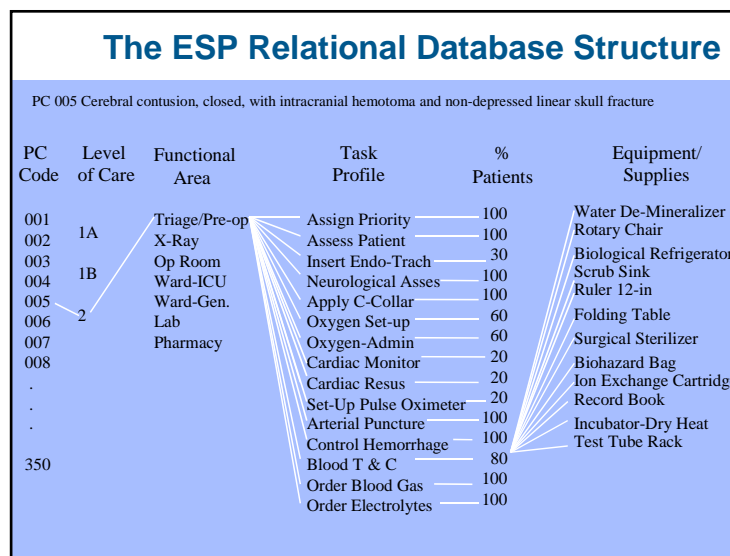 The ESP Relational Database Structure
PC 005 Cerebral contusion, closed, with intracranial hemotoma and non-depressed linear skull fracture
PC Code
Level of Care
Functional Area
Task Profile
% Patients
Equipment/ Supplies
001
002
003
004
005
006
007
008
.
.
.
350
1A
1B
2
Triage/Pre-op
X-Ray
Op Room
Ward-ICU
Ward-Gen.
Lab
Pharmacy
Assign Priority
Assess Patient
Insert Endo-Trach
Neurological Asses
Apply C-Collar
Oxygen Set-up
Oxygen-Admin
Cardiac Monitor
Cardiac Resus
Set-Up Pulse Oximeter
Arterial Puncture
Control Hemorrhage
Blood T & C
Order Blood Gas
Order Electrolytes
100
100
30
100
100
60
60
20
20
20
100
100
80
100
100
Water De-Mineralizer
Rotary Chair
Biological Refrigerator
Scrub Sink
Ruler 12-in
Folding Table
Surgical Sterilizer
Biohazard Bag
Ion Exchange Cartridg
Record Book
Incubator-Dry Heat
Test Tube Rack